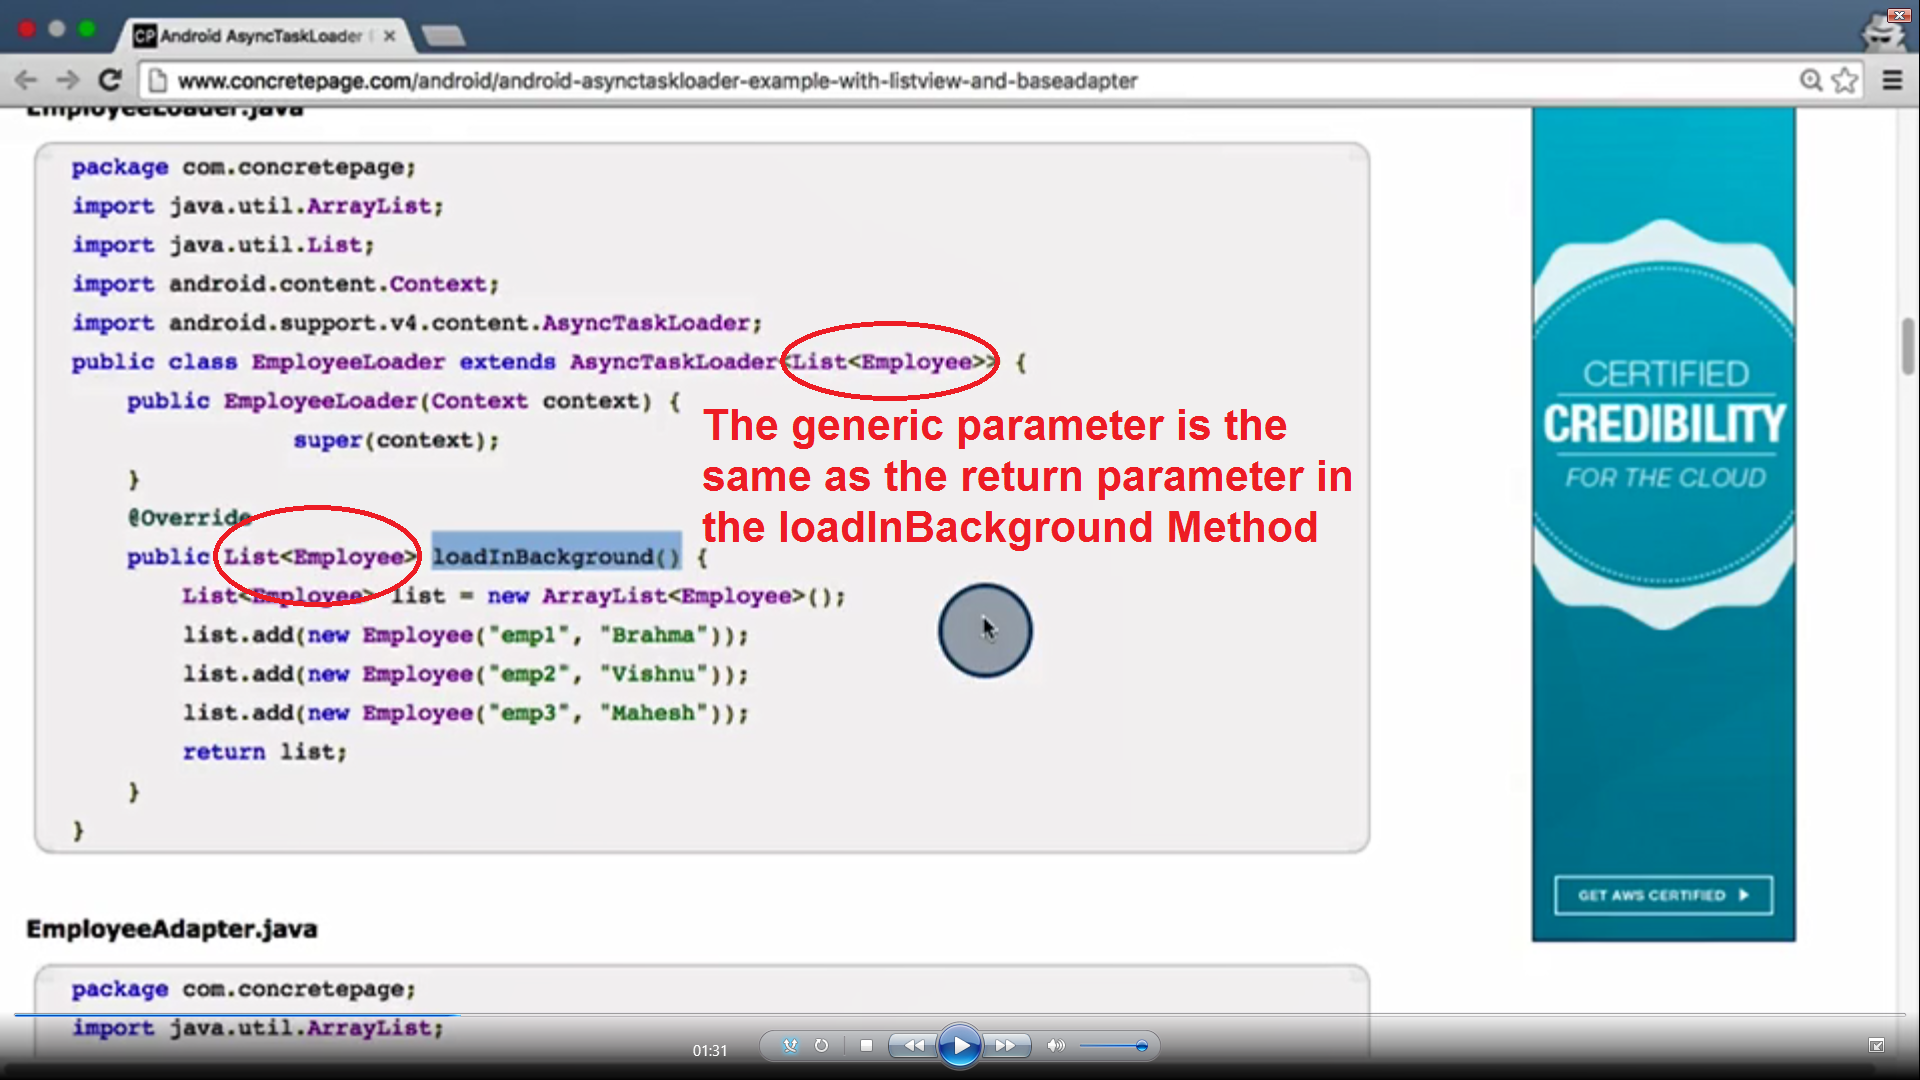 CP Android AsyncTaskLoader
www.concretepage.com/android/android-asynctaskloader-example-with-listview-and-baseadapter
EmployeeLoader.java
package com.concretepage;
import java.util.ArrayList;
import java.util.List;
import android.content.Context;
import android.support.v4.content.AsyncTaskLoader;
public class EmployeeLoader extends AsyncTaskLoader<List<Employee>> {
public EmployeeLoader(Context context) {
super(context);
}
The generic parameter is the
same as the return parameter in
the loadInBackground Method
@Override
public List<Employee> loadInBackground() {
List<Employee> list = new ArrayList<Employee>();
list.add(new Employee("emp1", "Brahma"));
list.add(new Employee("emp2", "Vishnu"));
list.add(new Employee("emp3", "Mahesh"));
return list;
}
}
CERTIFIED
CREDIBILITY
FOR THE CLOUD
GET AWS CERTIFIED
EmployeeAdapter.java
package com.concretepage;
import java.util.ArrayList;
01:31